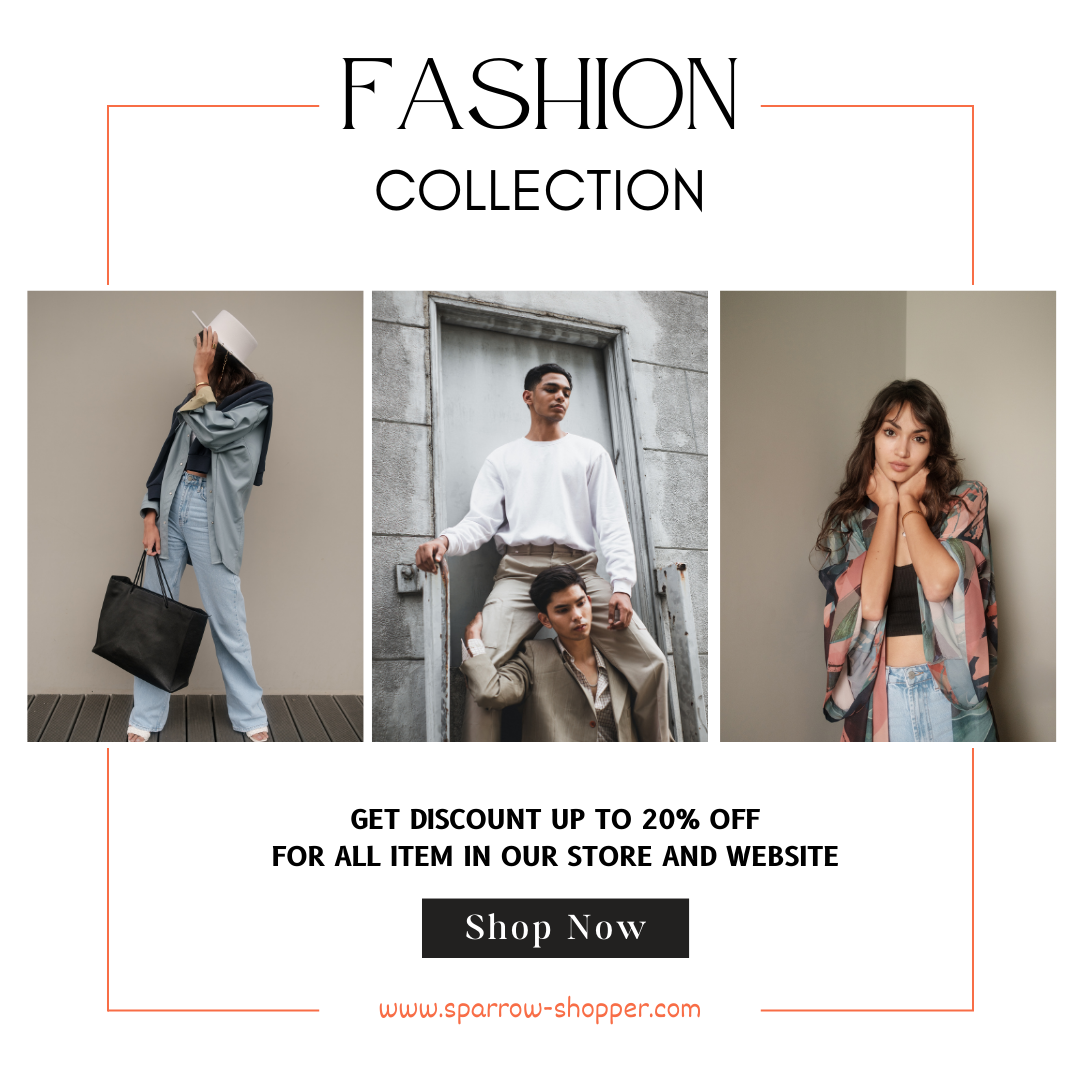 FASHION
COLLECTION
GET DISCOUNT UP TO 20% OFF
FOR ALL ITEM IN OUR STORE AND WEBSITE
Shop Now
www.sparrow-shopper.com